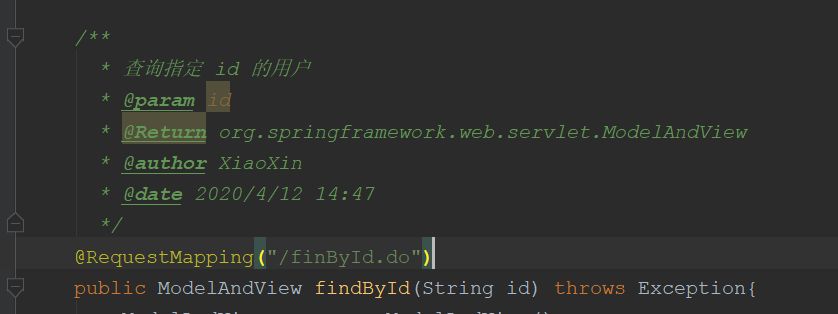 /**
* 查询指定 id 的用户
* @param id
* @Return org.springframework.web.servlet.ModelAndView
* @author XiaoXin
* @date 2020/4/12 14:47
*/
@RequestMapping("/finById.do")
public ModelAndView findById(String id) throws Exception{